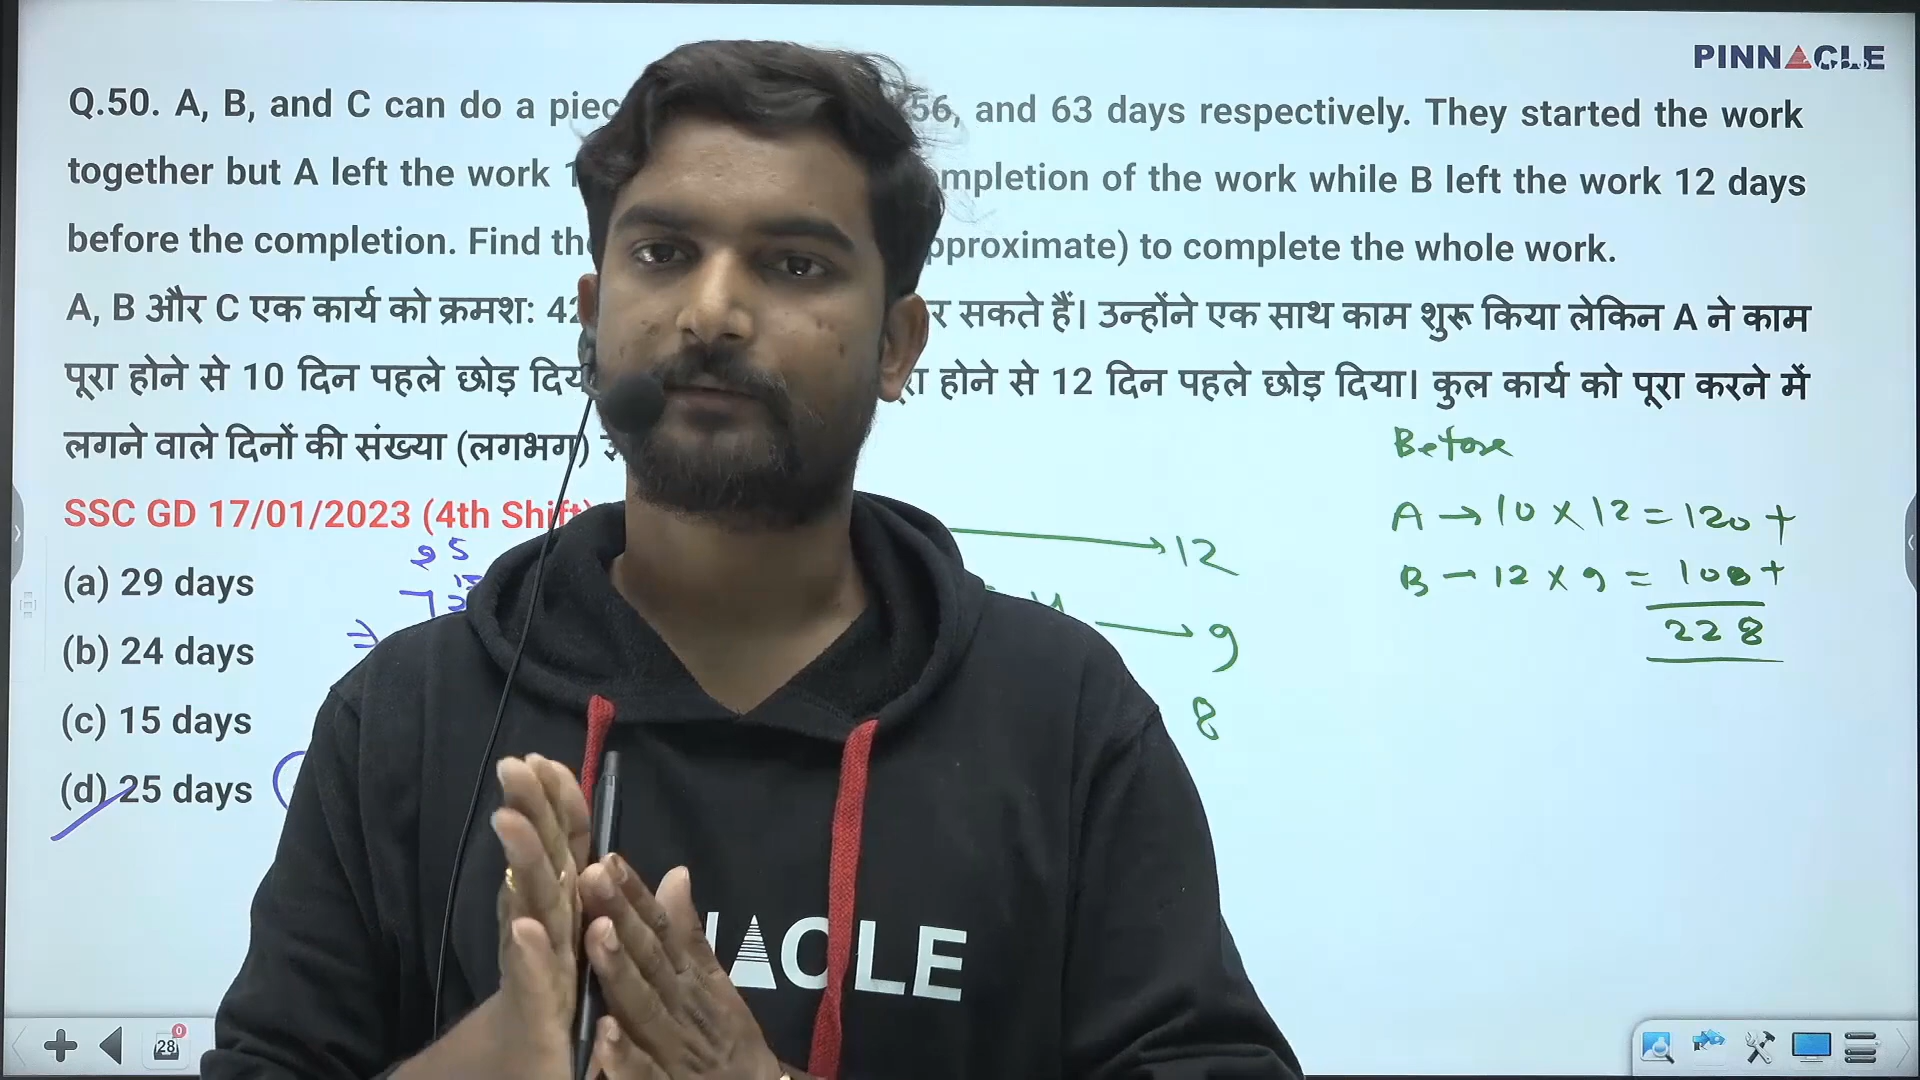 PINNACLE
Q.50. A, B, and C can do a 56, and 63 days respectively. They started the work
together but A left the work of the work while B left the work 12 days
before the completion. Find to complete the whole work.
A, B और C एक कार्य को क्रमश: 42 सकते हैं। उन्होंने एक साथ काम शुरू किया लेकिन A ने काम
पूरा होने से 10 दिन पहले छोड़ होने से 12 दिन पहले छोड़ दिया। कुल कार्य को पूरा करने में
लगने वाले दिनों की संख्या (लगभग)
SSC GD 17/01/2023 (4th Shift)
(a) 29 days
(b) 24 days
(c) 15 days
(d) 25 days
25
12
9
8
Before
A → 10 × 12 = 120 +
B — 12 × 9 = 108 +
228
28
0